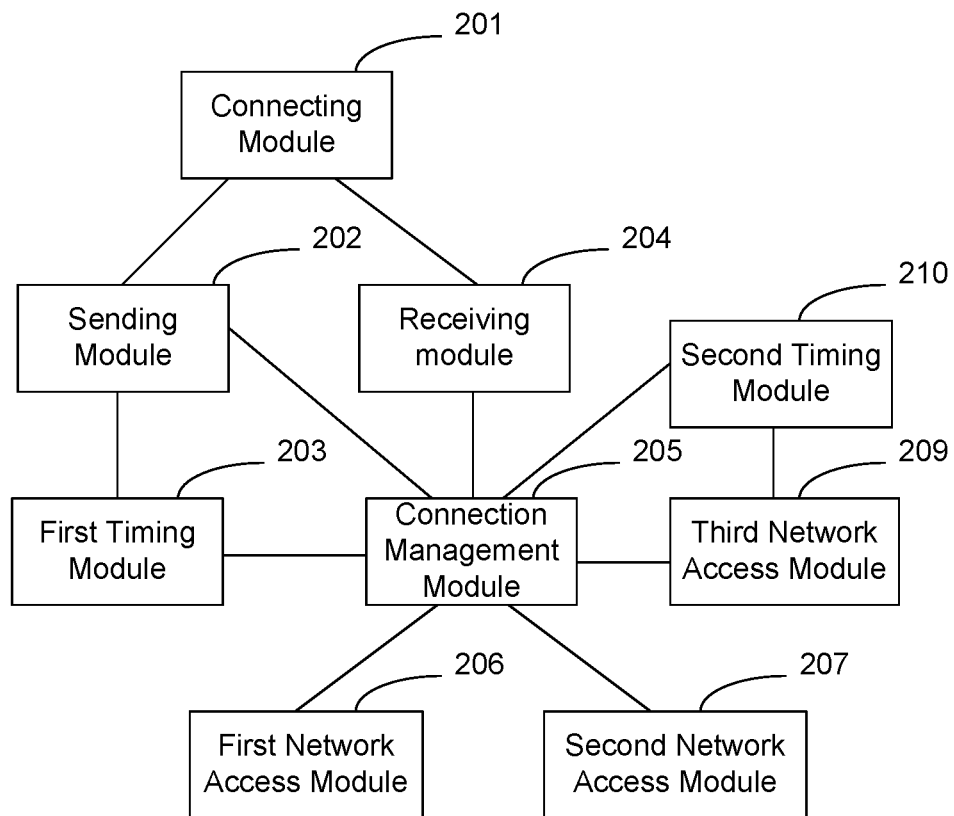 201
Connecting
Module
202
Sending
Module
204
Receiving
module
210
Second Timing
Module
203
First Timing
Module
205
Connection
Management
Module
209
Third Network
Access Module
206
First Network
Access Module
207
Second Network
Access Module